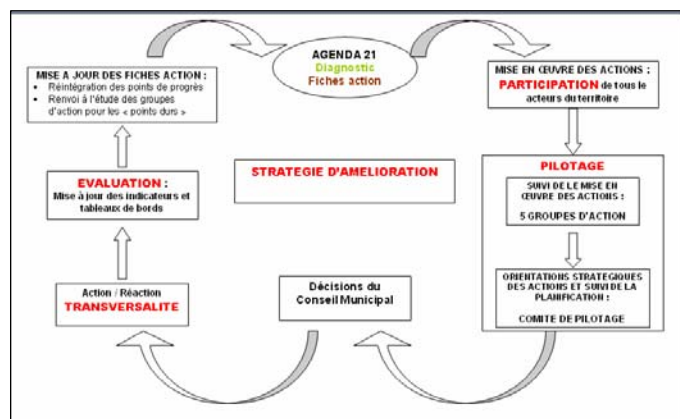 AGENDA 21
Diagnostic
Fiches action
MISE EN ŒUVRE DES ACTIONS :
PARTICIPATION de tous le
acteurs du territoire
PILOTAGE
SUIVI DE LE MISE EN
ŒUVRE DES ACTIONS :
5 GROUPES D'ACTION
ORIENTATIONS STRATEGIQUES
DES ACTIONS ET SUIVI DE LA
PLANIFICATION :
COMITE DE PILOTAGE
Décisions du
Conseil Municipal
Action / Réaction
TRANSVERSALITE
EVALUATION :
Mise à jour des indicateurs et
tableaux de bords
MISE A JOUR DES FICHES ACTION :
• Réintégration des points de progrès
• Renvoi à l'étude des groupes
d'action pour les « points durs »
STRATEGIE D'AMELIORATION